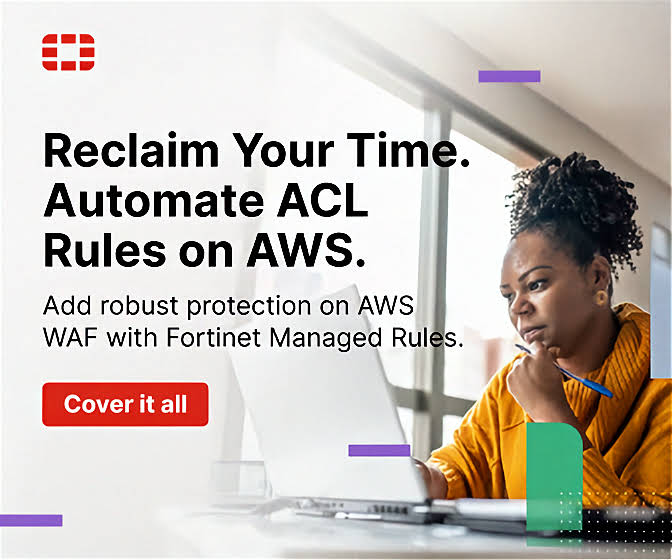 Reclaim Your Time.
Automate ACL
Rules on AWS.
Add robust protection on AWS
WAF with Fortinet Managed Rules.
Cover it all